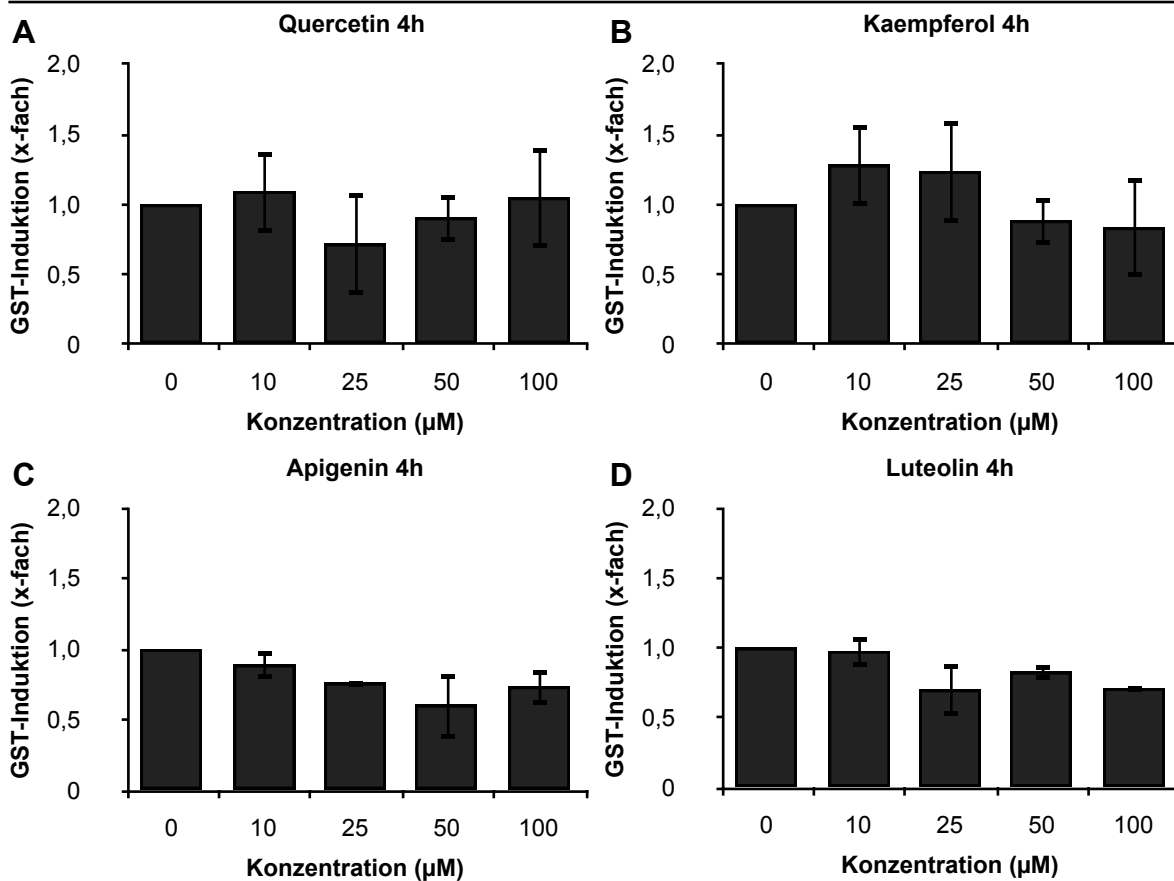 A
Quercetin 4h
GST-Induktion (x-fach)
2,0
1,5
1,0
0,5
0
0 10 25 50 100
Konzentration (µM)
B
Kaempferol 4h
GST-Induktion (x-fach)
2,0
1,5
1,0
0,5
0
0 10 25 50 100
Konzentration (µM)
C
Apigenin 4h
GST-Induktion (x-fach)
2,0
1,5
1,0
0,5
0
0 10 25 50 100
Konzentration (µM)
D
Luteolin 4h
GST-Induktion (x-fach)
2,0
1,5
1,0
0,5
0
0 10 25 50 100
Konzentration (µM)